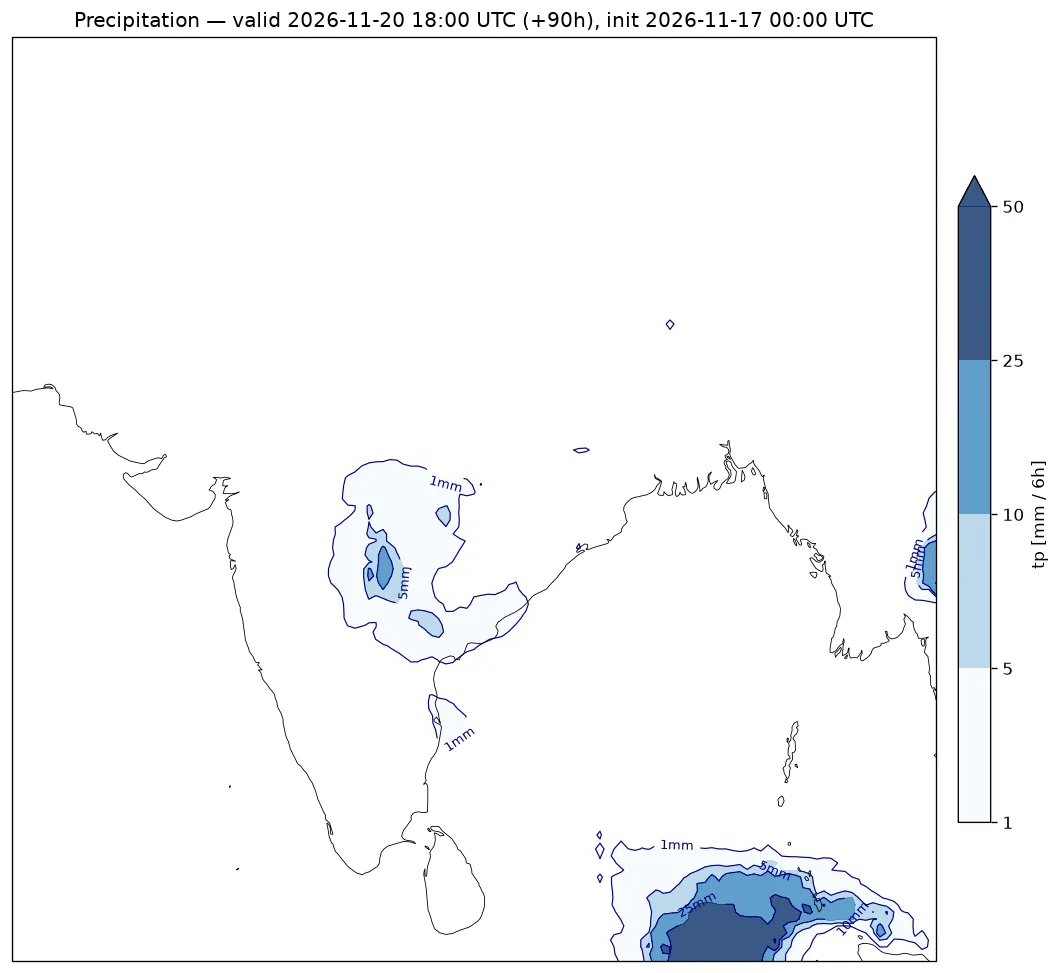 Precipitation — valid 2026-11-20 18:00 UTC (+90h), init 2026-11-17 00:00 UTC
50
25
10
5
1
tp [mm / 6h]
1mm
5mm
1mm
5mm
1mm
1mm
5mm
25mm
10mm